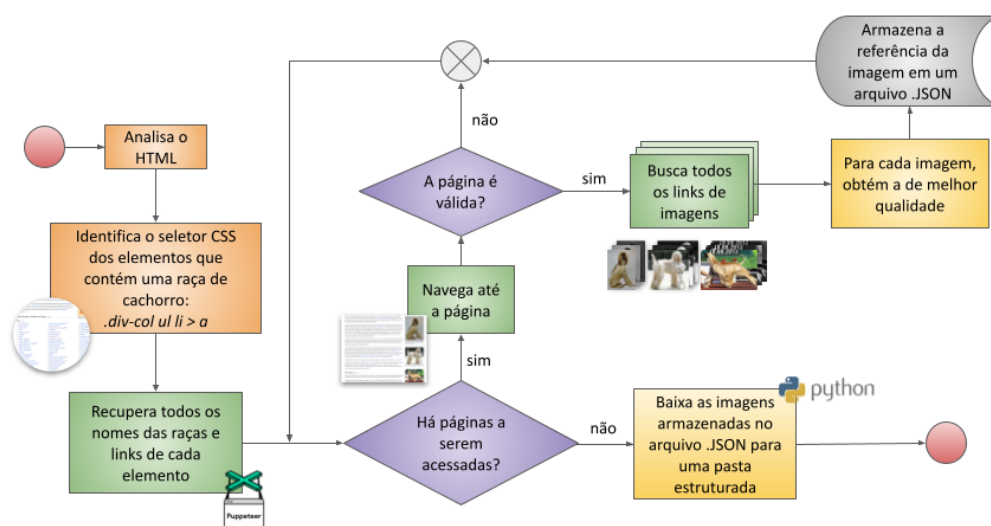 Analisa o
HTML
Identifica o seletor CSS
dos elementos que
contém uma raça de
cachorro:
.div-col ul li > a
Recupera todos os
nomes das raças e
links de cada
elemento
Puppeteer
Há páginas a
serem
acessadas?
sim
Navega até
a página
A página é
válida?
não
sim
Busca todos
os links de
imagens
Para cada imagem,
obtém a de melhor
qualidade
Armazena a
referência da
imagem em um
arquivo .JSON
não
python
Baixa as imagens
armazenadas no
arquivo .JSON para
uma pasta
estruturada